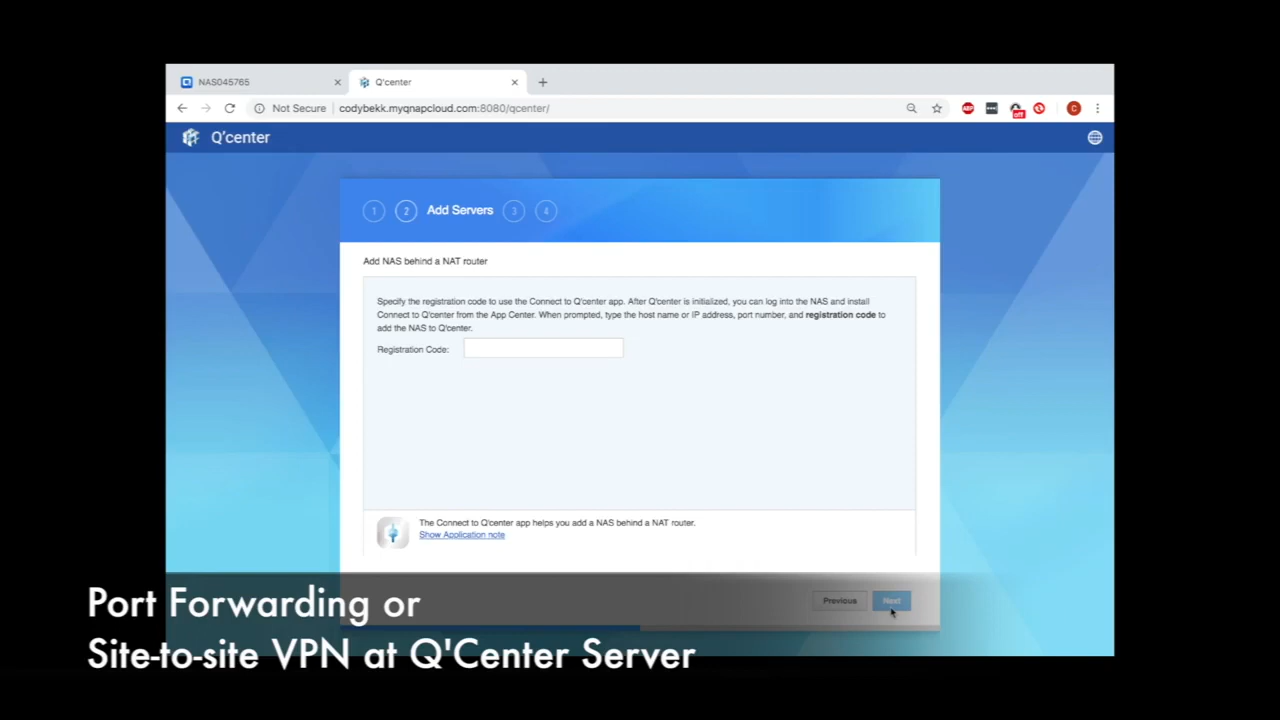 NAS045765
Q'center
Not Secure
codybekk.myqnapcloud.com:8080/qcenter/
ABP
off
C
Q'center
1
2
Add Servers
3
4
Add NAS behind a NAT router
Specify the registration code to use the Connect to Q'center app. After Q'center is initialized, you can log into the NAS and install
Connect to Q'center from the App Center. When prompted, type the host name or IP address, port number, and registration code to
add the NAS to Q'center.
Registration Code:
The Connect to Q'center app helps you add a NAS behind a NAT router.
Show Application note
Previous
Next
Port Forwarding or
Site-to-site VPN at Q'Center Server